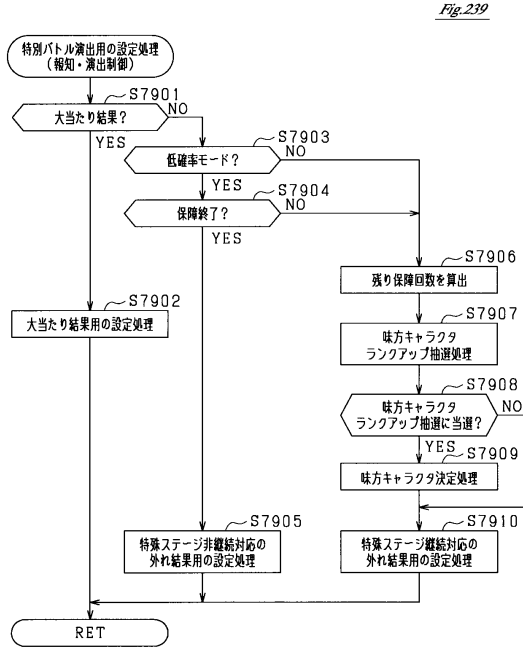 Fig.239
特別バトル演出用の設定処理
(報知・演出制御)
S7901
大当たり結果?
NO
YES
S7903
低確率モード?
NO
YES
S7904
保障終了?
NO
YES
S7906
残り保障回数を算出
S7902
大当たり結果用の設定処理
S7907
味方キャラクタ
ランクアップ抽選処理
S7908
味方キャラクタ
ランクアップ抽選に当選?
NO
YES
S7909
味方キャラクタ決定処理
S7905
特殊ステージ非継続対応の
外れ結果用の設定処理
S7910
特殊ステージ継続対応の
外れ結果用の設定処理
RET